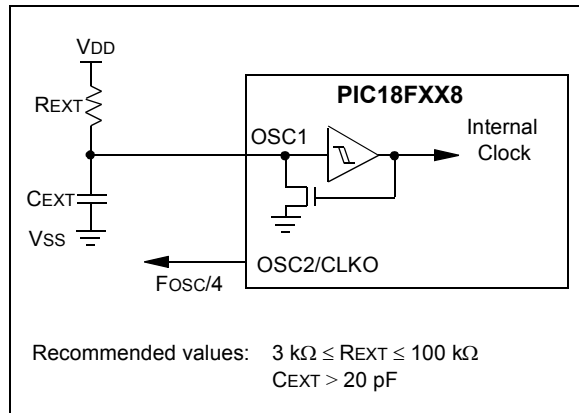 VDD
REXT
PIC18FXX8
OSC1
Internal
Clock
CEXT
VSS
OSC2/CLKO
FOSC/4
Recommended values: 3 kΩ ≤ REXT ≤ 100 kΩ
CEXT > 20 pF